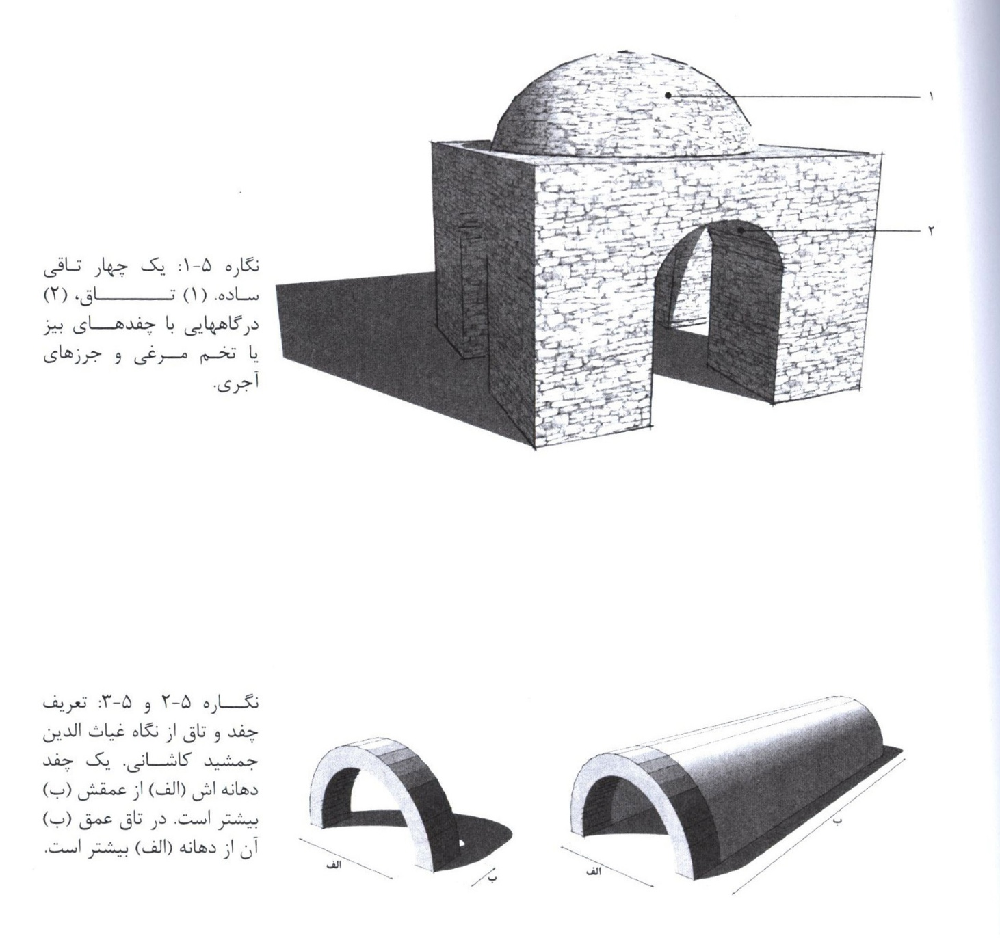 ۱
۲
نگاره ۵-۱: یک چهار تاقی
ساده. (۱) تاق، (۲)
درگاههایی با چفدهای بیز
یا تخم مرغی و جرزهای
آجری.
نگاره ۵-۲ و ۵-۳: تعریف
چفد و تاق از نگاه غیاث الدین
جمشید کاشانی. یک چفد
دهانه اش (الف) از عمقش (ب)
بیشتر است. در تاق عمق (ب)
آن از دهانه (الف) بیشتر است.
الف
ب
الف
ب